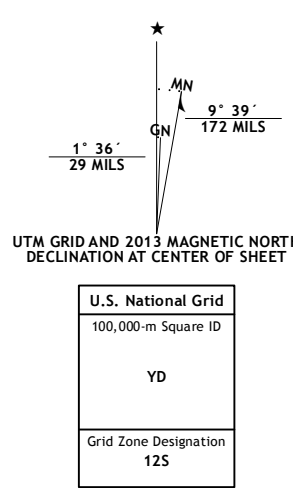 ★
MN
9° 39´
172 MILS
GN
1° 36´
29 MILS
UTM GRID AND 2013 MAGNETIC NORTH
DECLINATION AT CENTER OF SHEET
U.S. National Grid
100,000-m Square ID
YD
Grid Zone Designation
12S